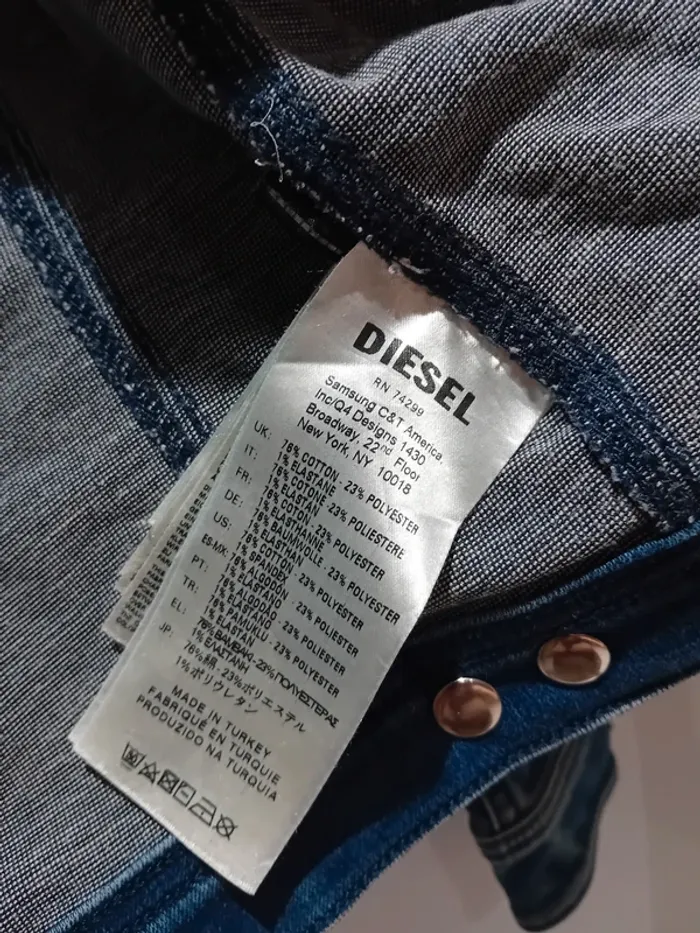 DIESEL
RN 74298
Samsung C&T America,
Inc/Q4 Designs 1430
Broadway, 22nd Floor
New York, NY 10018
UK: 76% COTTON - 23% POLYESTER
1% ELASTANE
IT: 76% COTONE - 23% POLIESTERE
1% ELASTAN
FR: 76% COTON - 23% POLYESTER
1% ELASTHANNE
DE: 76% BAUMWOLLE - 23% POLYESTER
1% ELASTHAN
US: 76% COTTON - 23% POLYESTER
1% SPANDEX
ES-MX: 76% ALGODON - 23% POLIESTER
1% ELASTANO
PT: 76% ALGODAO - 23% POLIESTER
1% ELASTANO
TR: 76% PAMUKLU - 23% POLYESTER
1% ELASTAN
EL: 76% ΒΑΜΒΑΚΙ - 23% ΠΟΛΥΕΣΤΕΡΑΣ
1% ΕΛΑΣΤΑΝΗ
JP: 76%綿, 23%ポリエステル
1%ポリウレタン
MADE IN TURKEY
FABRIQUÉ EN TURQUIE
PRODUZIDO NA TURQUIA